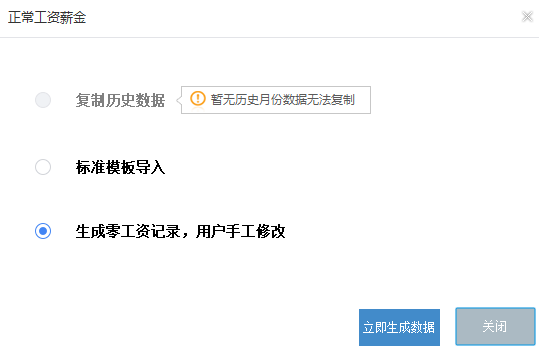 正常工资薪金
复制历史数据 暂无历史月份数据无法复制
标准模板导入
生成零工资记录，用户手工修改
立即生成数据 关闭